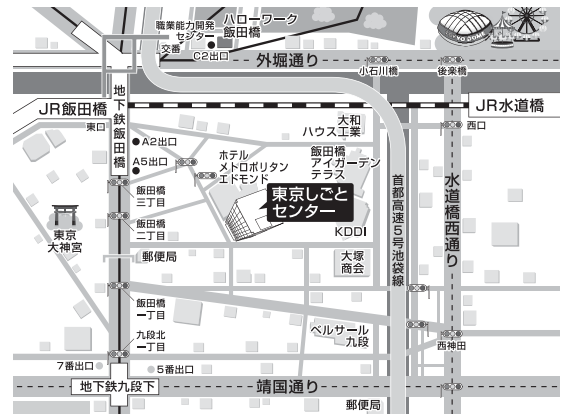 職業能力開発
センター
ハローワーク
飯田橋
交番
C2出口
外堀通り
小石川橋
後楽橋
TOKYO DOME
JR飯田橋
JR水道橋
東口
西口
地下鉄飯田橋
A2出口
A5出口
大和
ハウス工業
ホテル
メトロポリタン
エドモンド
飯田橋
アイガーデン
テラス
東京しごと
センター
首都高速5号池袋線
水道橋西通り
飯田橋
三丁目
飯田橋
二丁目
東京
大神宮
KDDI
郵便局
大塚
商会
飯田橋
一丁目
九段北
一丁目
ベルサール
九段
西神田
7番出口
5番出口
地下鉄九段下
靖国通り
郵便局